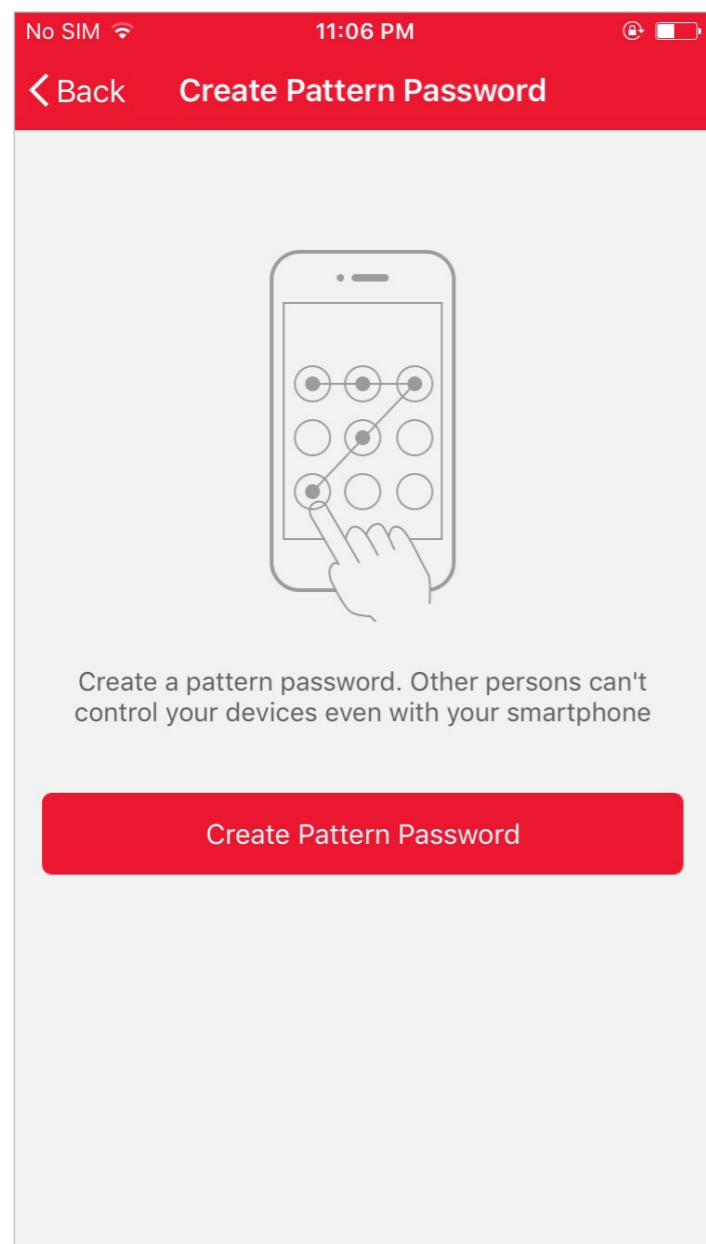 No SIM 11:06 PM
Back Create Pattern Password
Create a pattern password. Other persons can't
control your devices even with your smartphone
Create Pattern Password